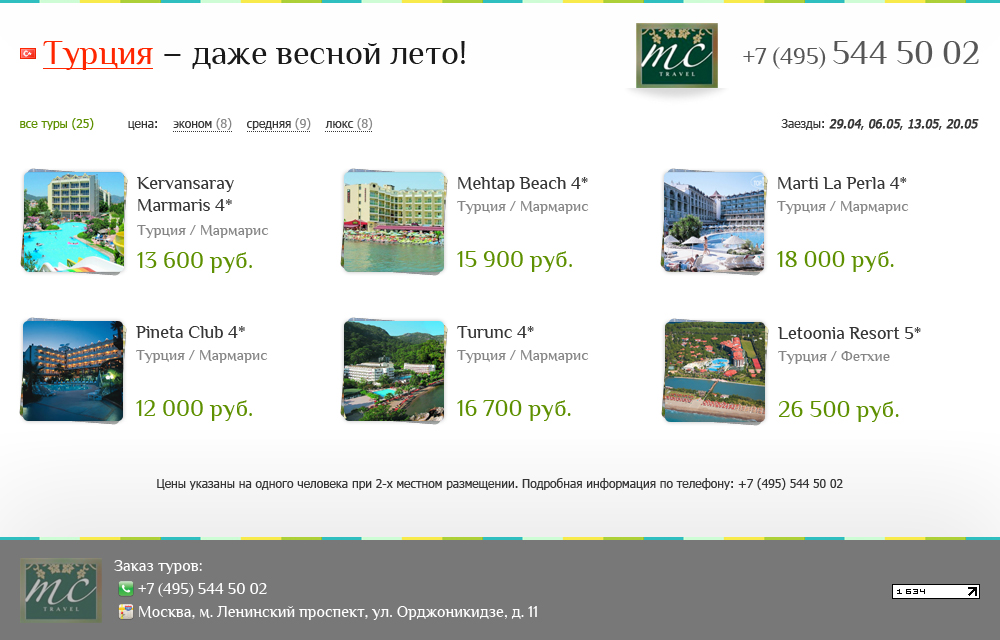 Турция – даже весной лето!
mc
TRAVEL
+7 (495) 544 50 02
все туры (25) цена: эконом (8) средняя (9) люкс (8)
Заезды: 29.04, 06.05, 13.05, 20.05
Kervansaray
Marmaris 4*
Турция / Мармарис
13 600 руб.
Mehtap Beach 4*
Турция / Мармарис
15 900 руб.
Marti La Perla 4*
Турция / Мармарис
18 000 руб.
Pineta Club 4*
Турция / Мармарис
12 000 руб.
Turunc 4*
Турция / Мармарис
16 700 руб.
Letoonia Resort 5*
Турция / Фетхие
26 500 руб.
Цены указаны на одного человека при 2-х местном размещении. Подробная информация по телефону: +7 (495) 544 50 02
mc
TRAVEL
Заказ туров:
+7 (495) 544 50 02
Москва, м. Ленинский проспект, ул. Орджоникидзе, д. 11
1634